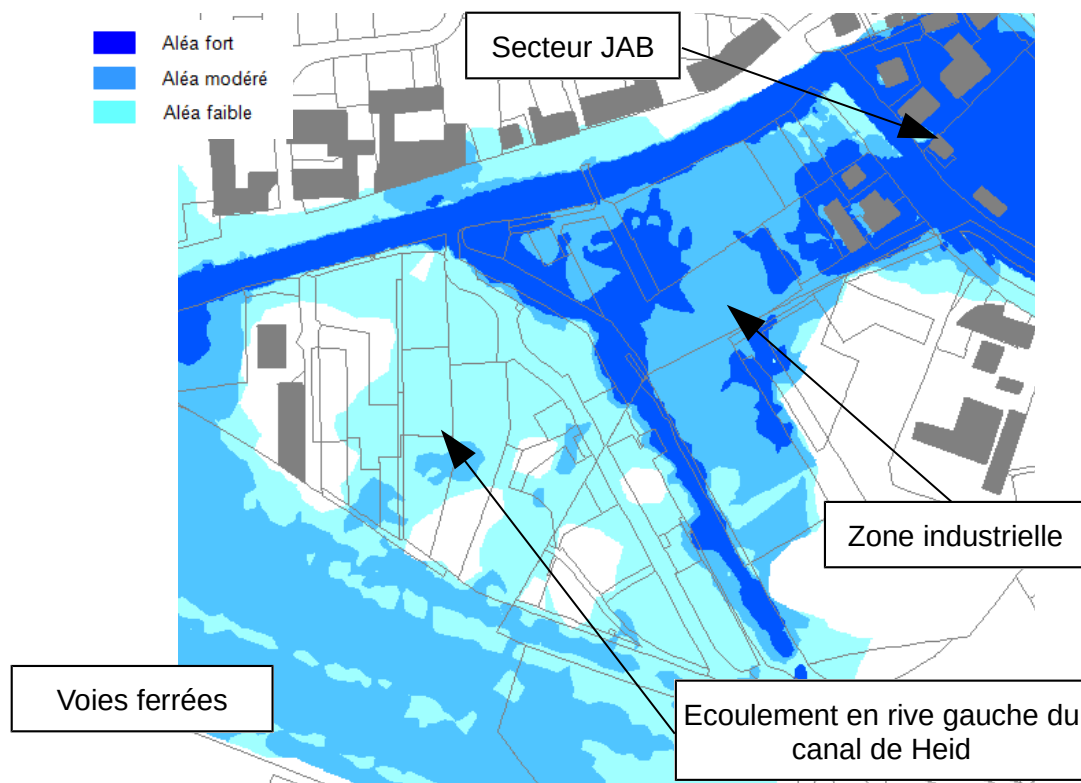 Aléa fort
Aléa modéré
Aléa faible
Secteur JAB
Zone industrielle
Voies ferrées
Ecoulement en rive gauche du
canal de Heid